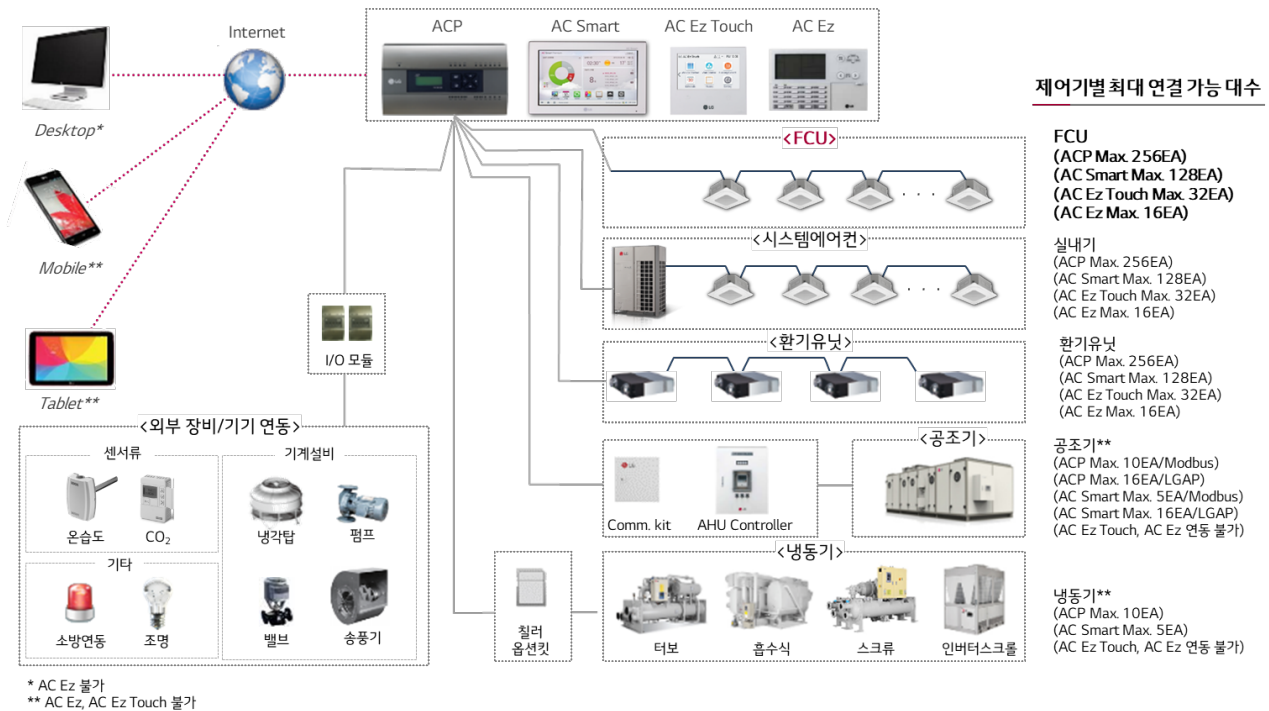 ACP
AC Smart
AC Ez Touch
AC Ez
Internet
Desktop*
Mobile**
Tablet**
제어기별 최대 연결 가능 대수
<FCU>
FCU
(ACP Max. 256EA)
(AC Smart Max. 128EA)
(AC Ez Touch Max. 32EA)
(AC Ez Max. 16EA)
<시스템에어컨>
실내기
(ACP Max. 256EA)
(AC Smart Max. 128EA)
(AC Ez Touch Max. 32EA)
(AC Ez Max. 16EA)
I/O 모듈
<환기유닛>
환기유닛
(ACP Max. 256EA)
(AC Smart Max. 128EA)
(AC Ez Touch Max. 32EA)
(AC Ez Max. 16EA)
<외부 장비/기기 연동>
센서류
온습도
CO₂
기타
소방연동
조명
기계설비
냉각탑
펌프
밸브
송풍기
Comm. kit
AHU Controller
<공조기>
공조기**
(ACP Max. 10EA/Modbus)
(ACP Max. 16EA/LGAP)
(AC Smart Max. 5EA/Modbus)
(AC Smart Max. 16EA/LGAP)
(AC Ez Touch, AC Ez 연동 불가)
칠러
옵션킷
<냉동기>
터보
흡수식
스크류
인버터스크롤
냉동기**
(ACP Max. 10EA)
(AC Smart Max. 5EA)
(AC Ez Touch, AC Ez 연동 불가)
* AC Ez 불가
** AC Ez, AC Ez Touch 불가